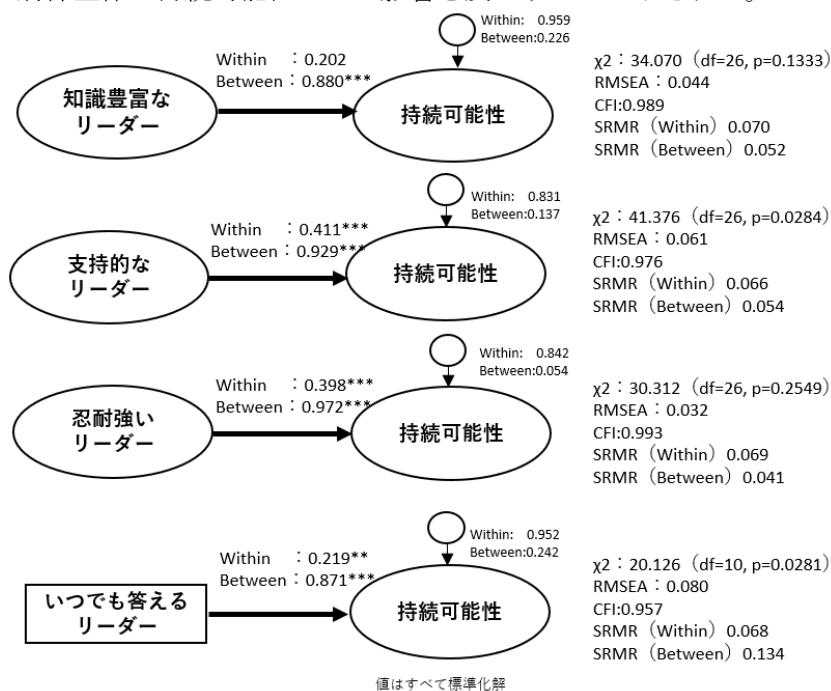 Within: 0.959
Between:0.226
Within ：0.202
Between：0.880***
知識豊富な
リーダー
持続可能性
χ2：34.070（df=26, p=0.1333）
RMSEA：0.044
CFI:0.989
SRMR（Within）0.070
SRMR（Between）0.052
Within: 0.831
Between:0.137
Within ：0.411***
Between：0.929***
支持的な
リーダー
持続可能性
χ2：41.376（df=26, p=0.0284）
RMSEA：0.061
CFI:0.976
SRMR（Within）0.066
SRMR（Between）0.054
Within: 0.842
Between:0.054
Within ：0.398***
Between：0.972***
忍耐強い
リーダー
持続可能性
χ2：30.312（df=26, p=0.2549）
RMSEA：0.032
CFI:0.993
SRMR（Within）0.069
SRMR（Between）0.041
Within: 0.952
Between:0.242
Within ：0.219**
Between：0.871***
いつでも答える
リーダー
持続可能性
χ2：20.126（df=10, p=0.0281）
RMSEA：0.080
CFI:0.957
SRMR（Within）0.068
SRMR（Between）0.134
値はすべて標準化解